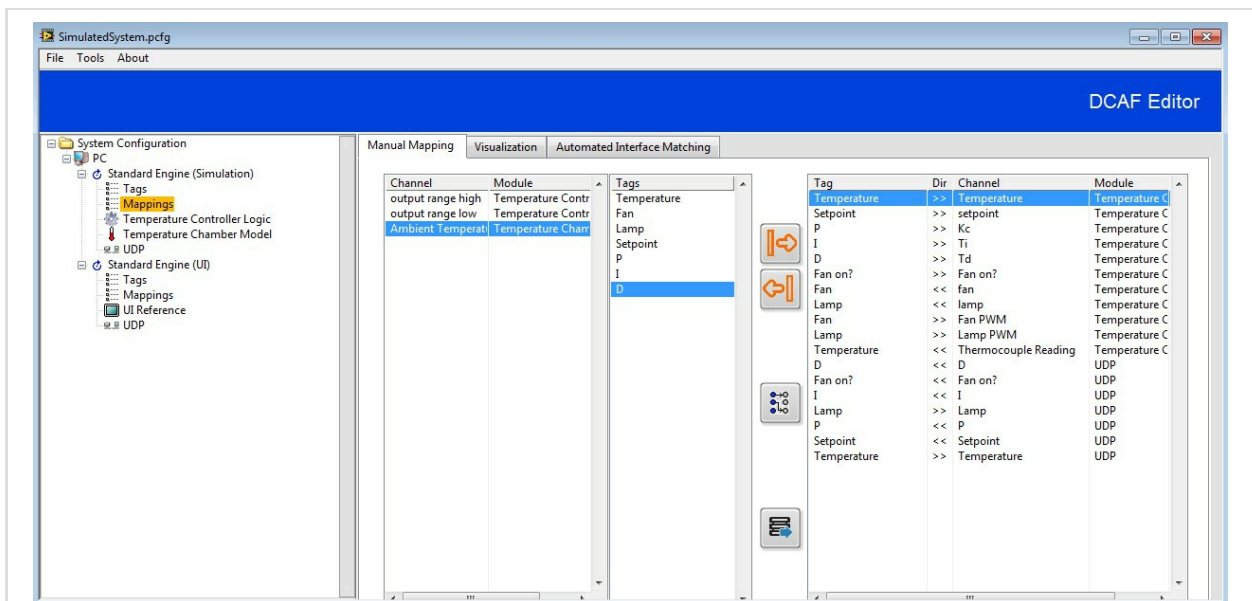 SimulatedSystem.pcfg
File Tools About
DCAF Editor
System Configuration
PC
Standard Engine (Simulation)
Tags
Mappings
Temperature Controller Logic
Temperature Chamber Model
UDP
Standard Engine (UI)
Tags
Mappings
UI Reference
UDP
Manual Mapping Visualization Automated Interface Matching
Channel Module
output range high Temperature Contr
output range low Temperature Contr
Ambient Temperati Temperature Cham
Tags
Temperature
Fan
Lamp
Setpoint
P
I
D
Tag Dir Channel Module
Temperature >> Temperature Temperature C
Setpoint >> setpoint Temperature C
P >> Kc Temperature C
I >> Ti Temperature C
D >> Td Temperature C
Fan on? >> Fan on? Temperature C
Fan << fan Temperature C
Lamp << lamp Temperature C
Fan >> Fan PWM Temperature C
Lamp >> Lamp PWM Temperature C
Temperature << Thermocouple Reading Temperature C
D << D UDP
Fan on? << Fan on? UDP
I << I UDP
Lamp >> Lamp UDP
P << P UDP
Setpoint << Setpoint UDP
Temperature >> Temperature UDP